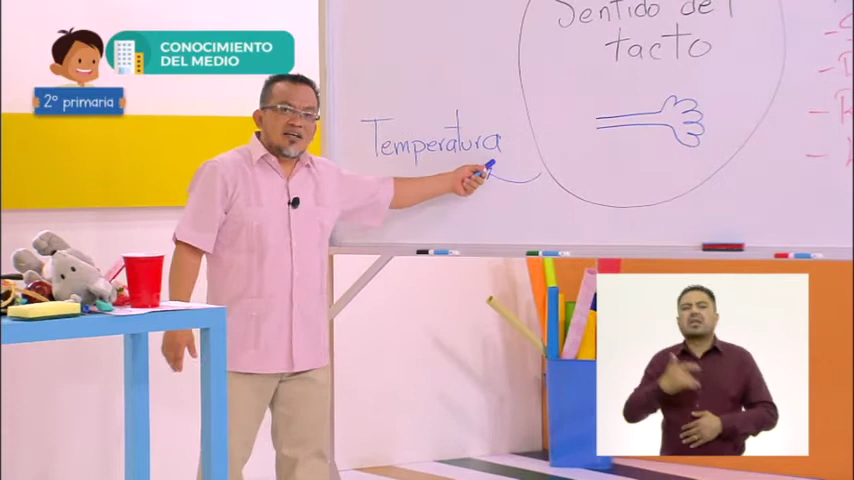 CONOCIMIENTO
DEL MEDIO
2º primaria
Sentido del
tacto
Temperatura